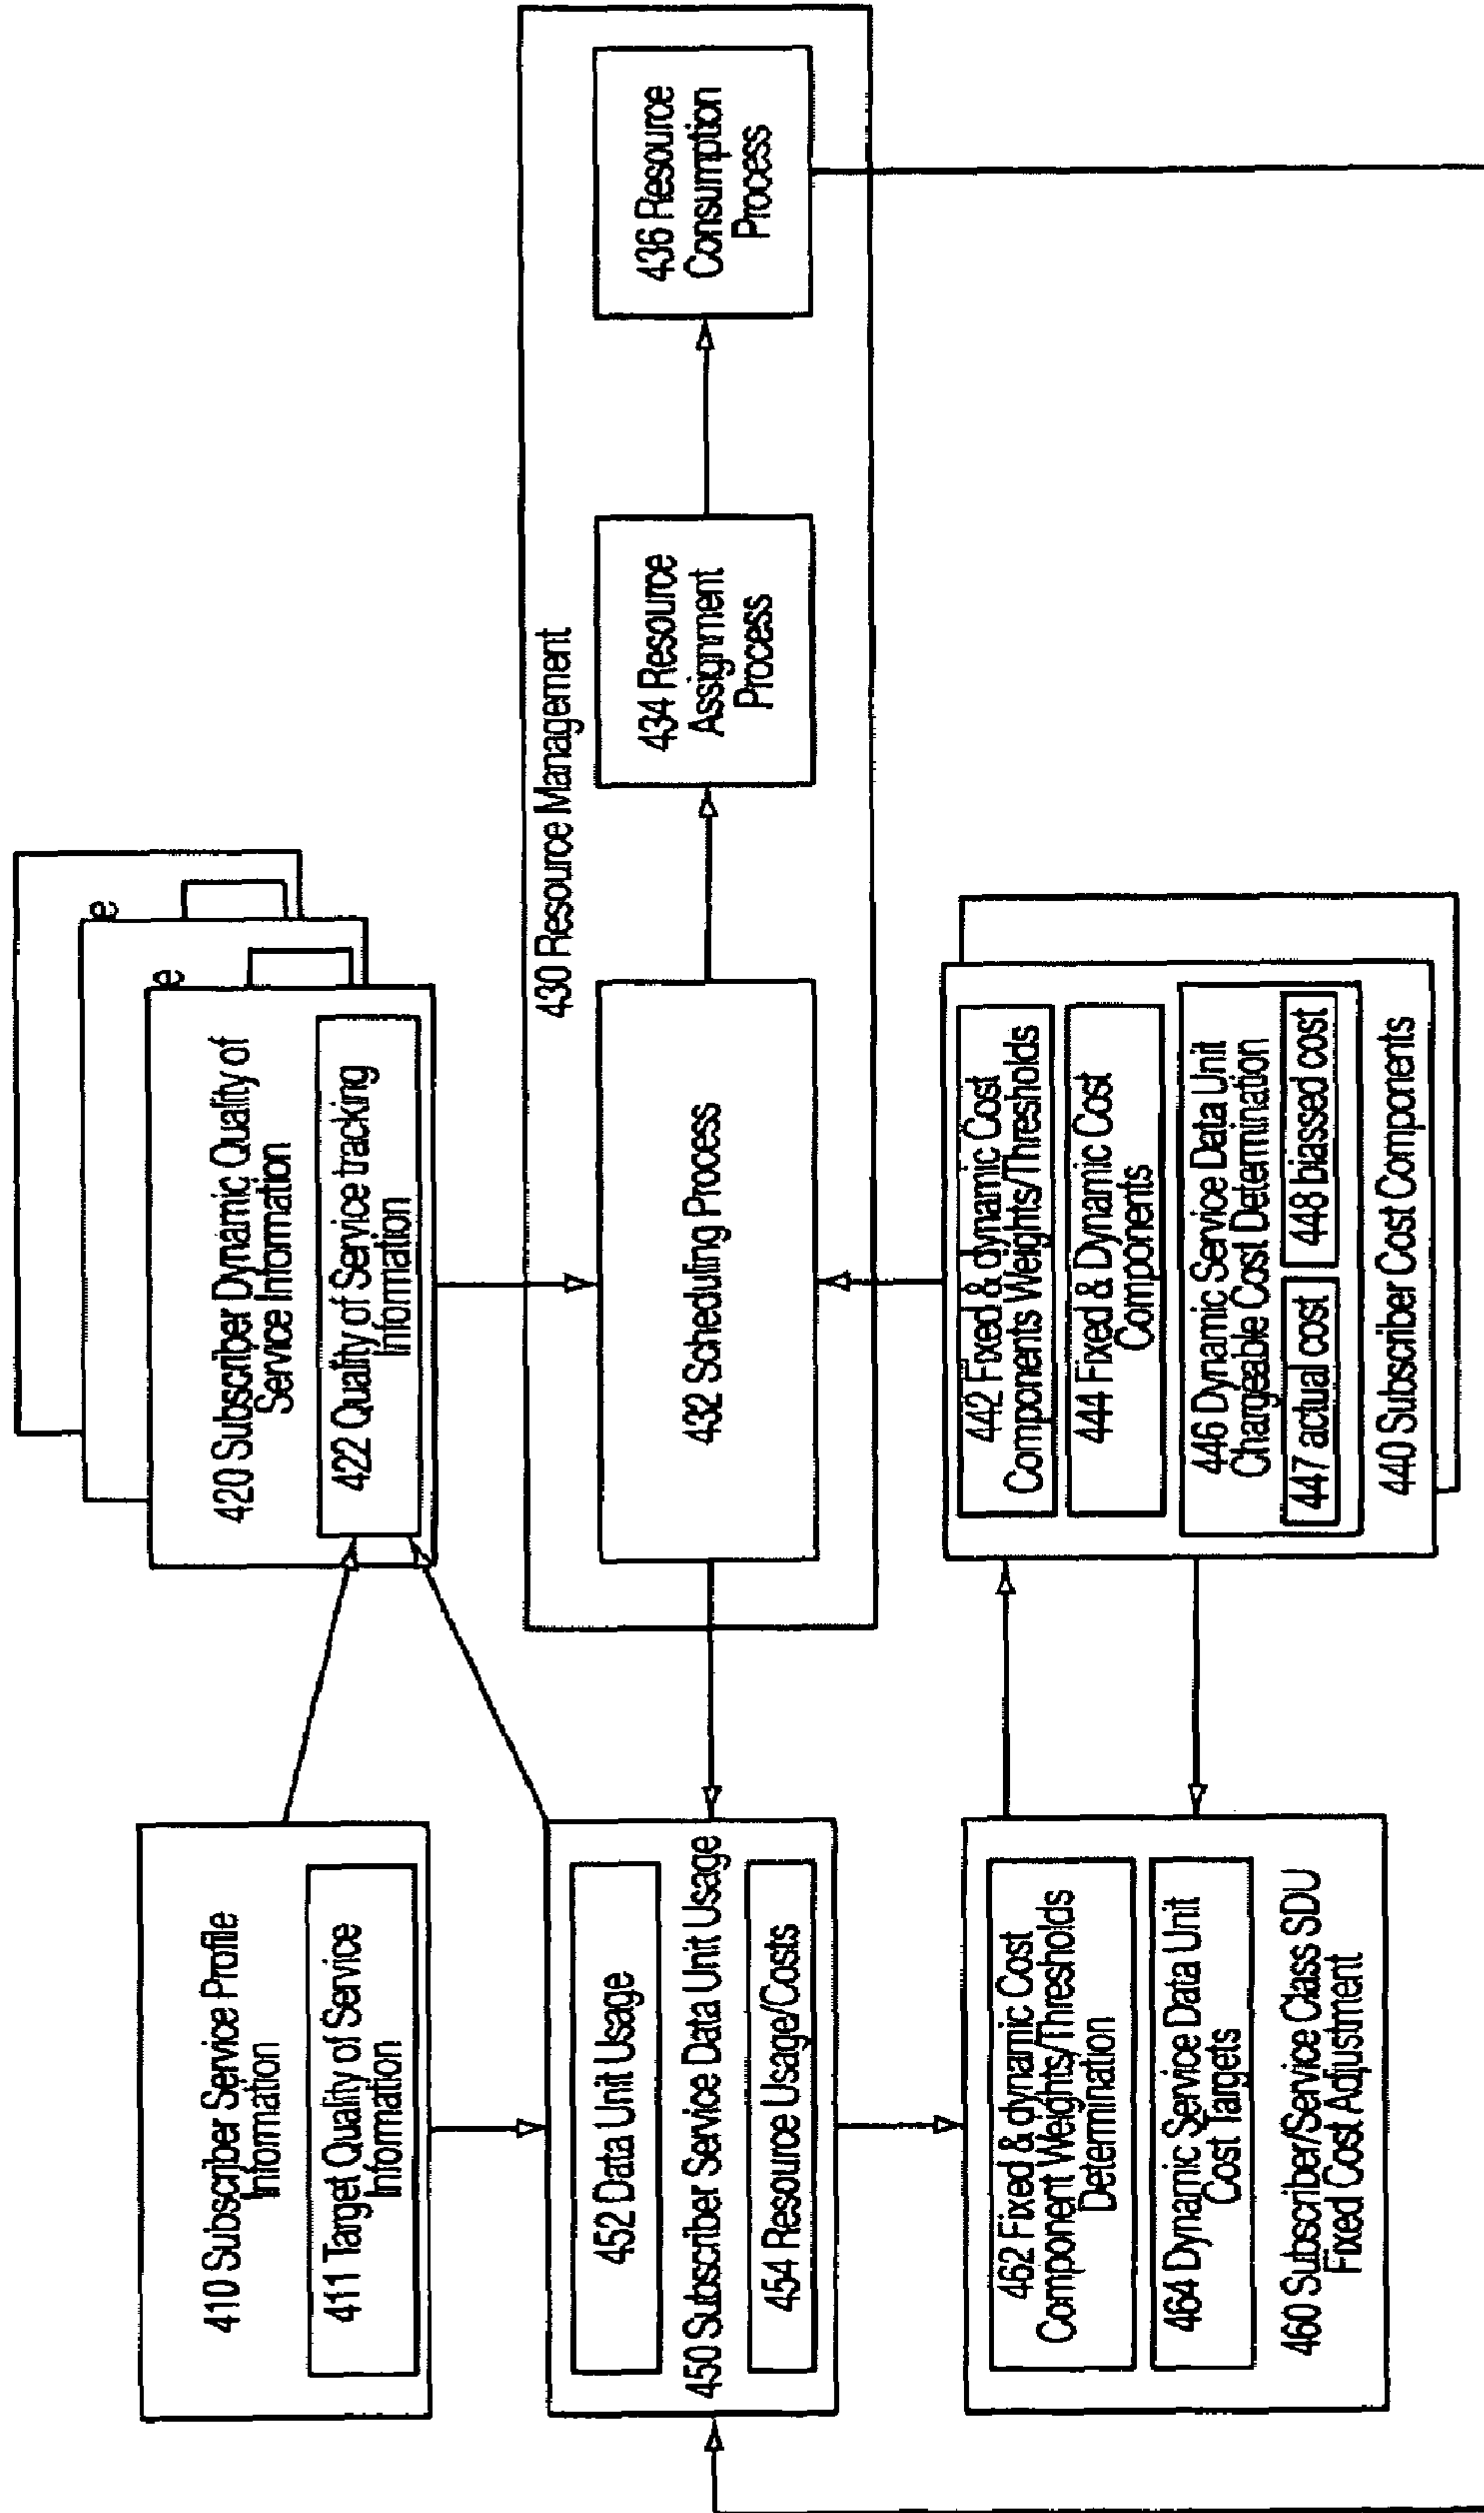 410 Subscriber Service Profile
Information
411 Target Quality of Service
Information
420 Subscriber Dynamic Quality of
Service Information
422 Quality of Service tracking
Information
e
e
430 Resource Management
432 Scheduling Process
434 Resource
Assignment
Process
436 Resource
Consumption
Process
452 Data Unit Usage
450 Subscriber Service Data Unit Usage
454 Resource Usage/Costs
442 Fixed & dynamic Cost
Components Weights/Thresholds
444 Fixed & Dynamic Cost
Components
446 Dynamic Service Data Unit
Chargeable Cost Determination
447 actual cost
448 biassed cost
440 Subscriber Cost Components
462 Fixed & dynamic Cost
Component Weights/Thresholds
Determination
464 Dynamic Service Data Unit
Cost Targets
460 Subscriber/Service Class SDU
Fixed Cost Adjustment